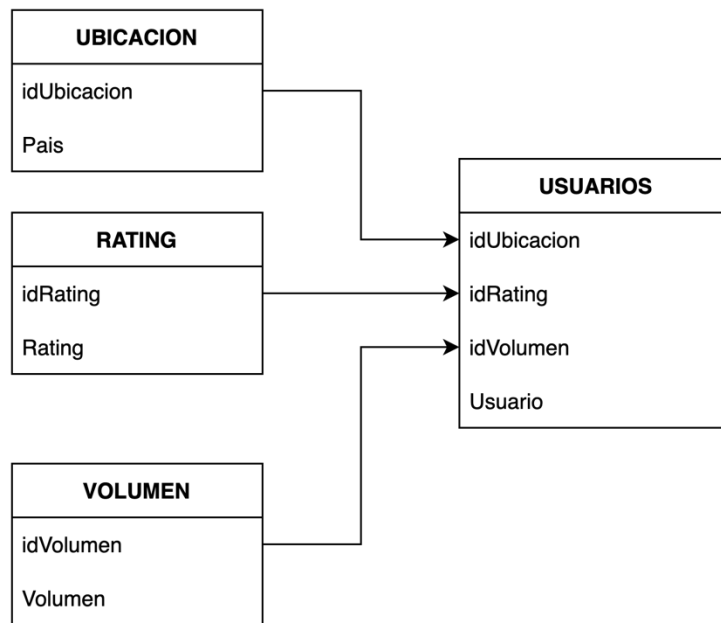 UBICACION
idUbicacion
Pais
RATING
idRating
Rating
VOLUMEN
idVolumen
Volumen
USUARIOS
idUbicacion
idRating
idVolumen
Usuario